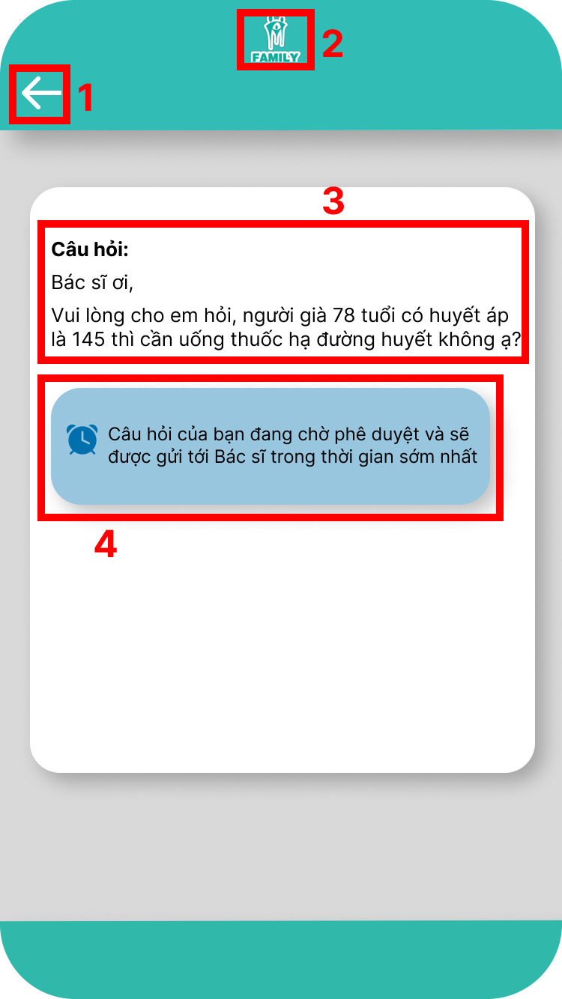 FAMILY
2
1
3
Câu hỏi:
Bác sĩ ơi,
Vui lòng cho em hỏi, người già 78 tuổi có huyết áp
là 145 thì cần uống thuốc hạ đường huyết không ạ?
Câu hỏi của bạn đang chờ phê duyệt và sẽ
được gửi tới Bác sĩ trong thời gian sớm nhất
4